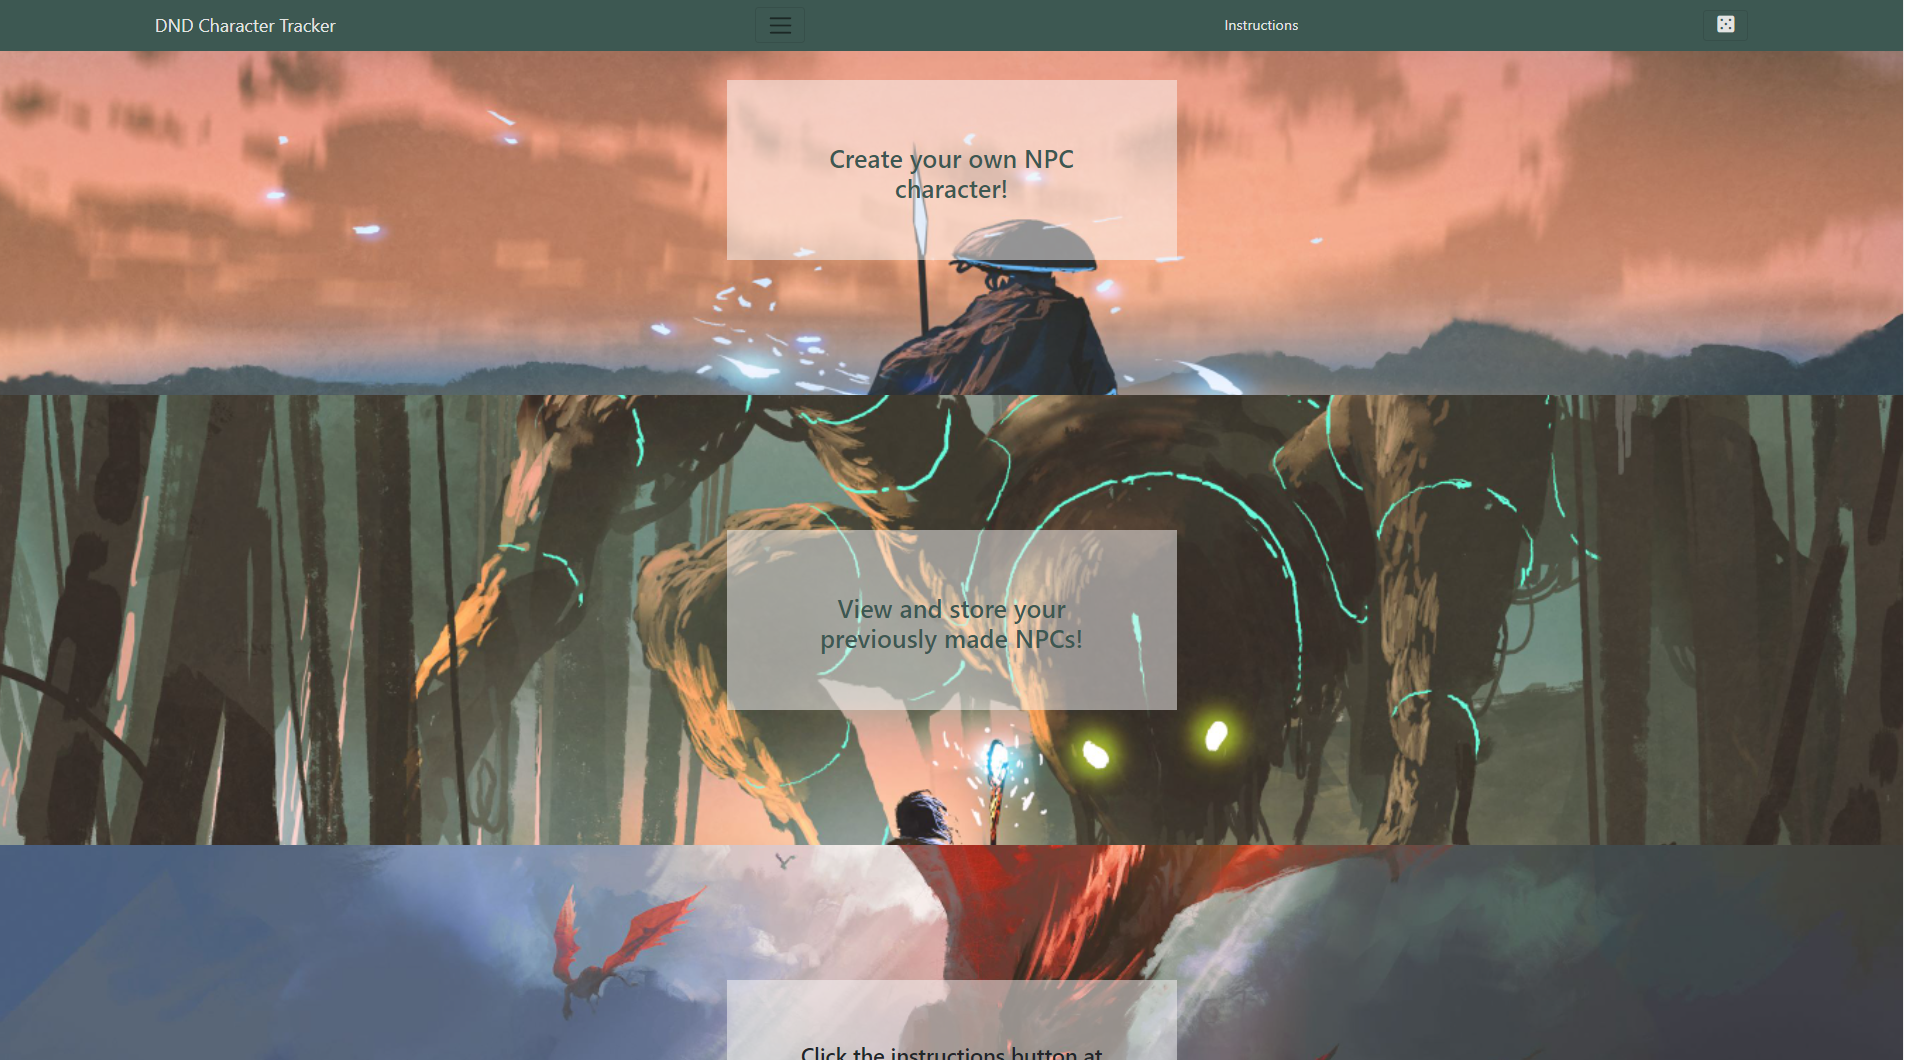 DND Character Tracker
Instructions
Create your own NPC
character!
View and store your
previously made NPCs!
Click the instructions button at